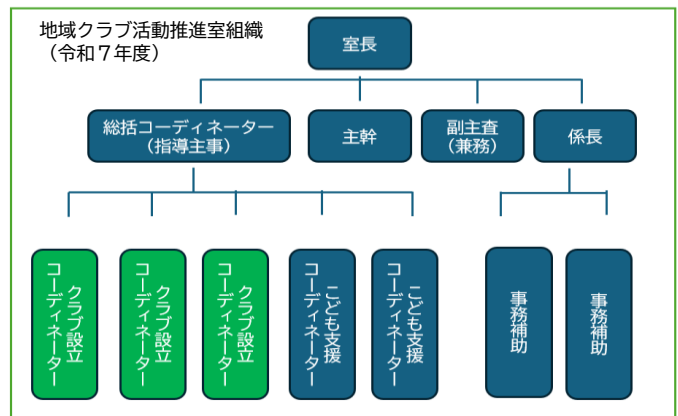 地域クラブ活動推進室組織
（令和７年度）
室長
総括コーディネーター
（指導主事）
主幹
副主査
（兼務）
係長
クラブ設立
コーディネーター
クラブ設立
コーディネーター
クラブ設立
コーディネーター
こども支援
コーディネーター
こども支援
コーディネーター
事務補助
事務補助